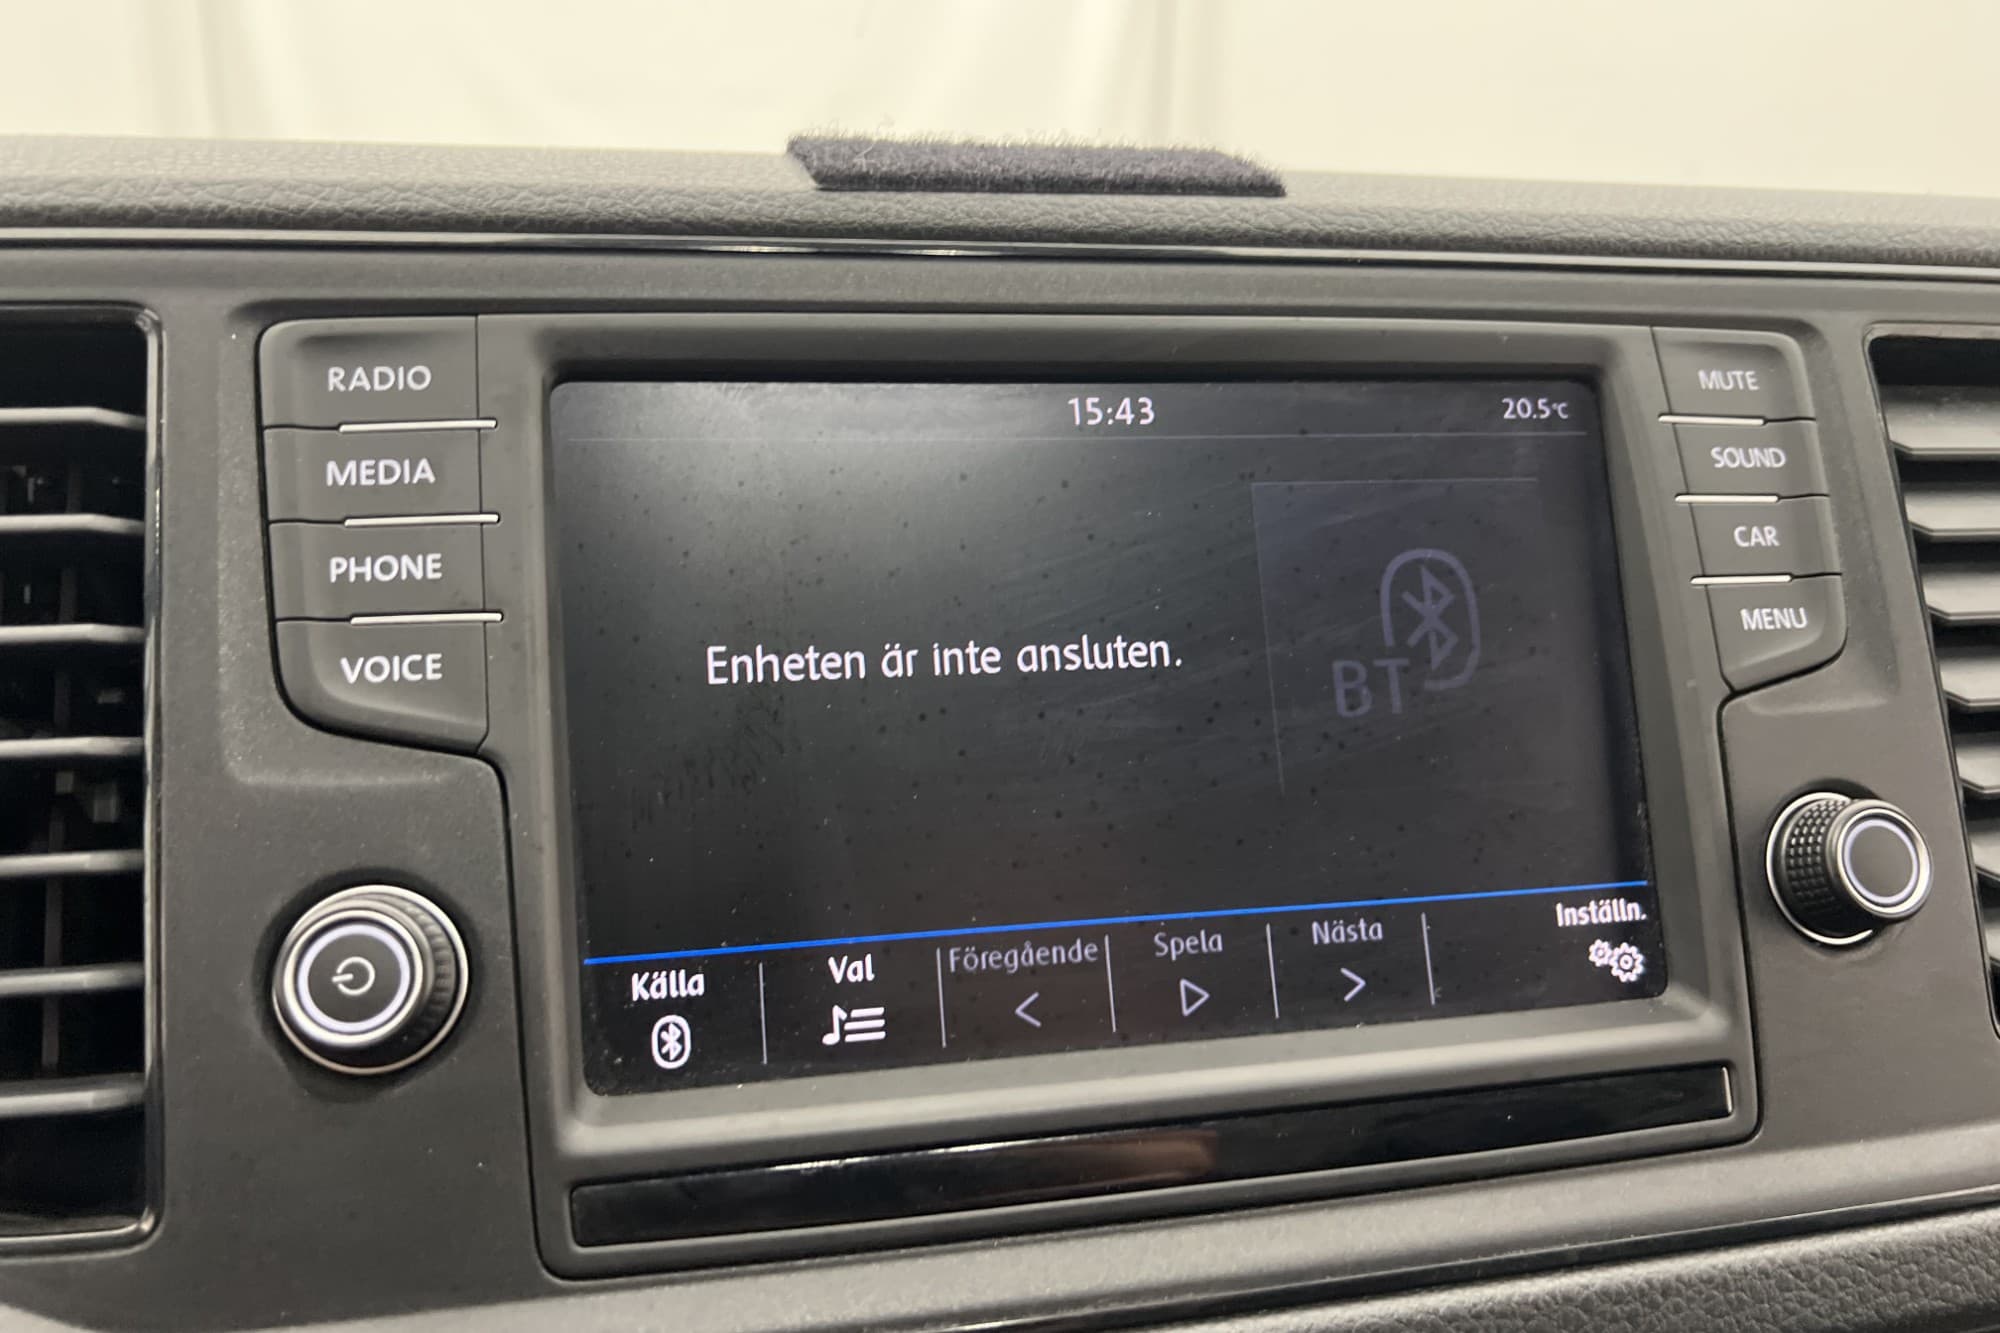 RADIO
MEDIA
PHONE
VOICE
15:43
20.5°C
Enheten är inte ansluten.
BT
Källa
Val
Föregående
Spela
Nästa
Inställn.
MUTE
SOUND
CAR
MENU